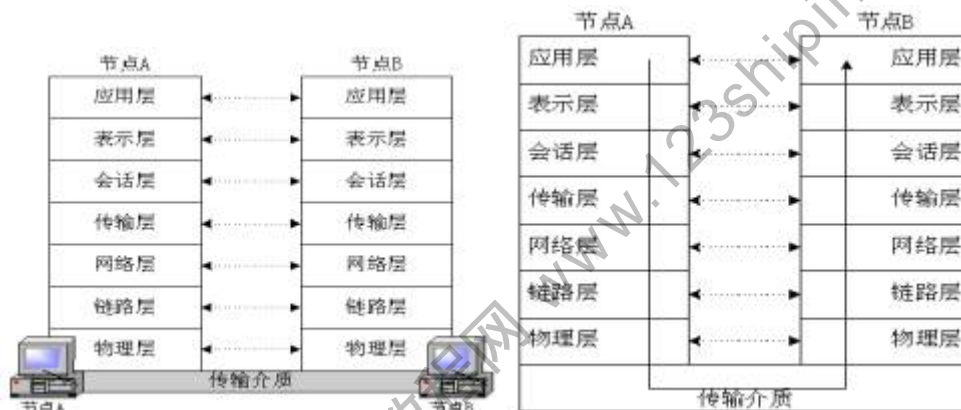 节点A 节点B
应用层 应用层
表示层 表示层
会话层 会话层
传输层 传输层
网络层 网络层
链路层 链路层
物理层 物理层
传输介质
节点A 节点B
节点A 节点B
应用层 应用层
表示层 表示层
会话层 会话层
传输层 传输层
网络层 网络层
链路层 链路层
物理层 物理层
传输介质
www.123shipin
教程网